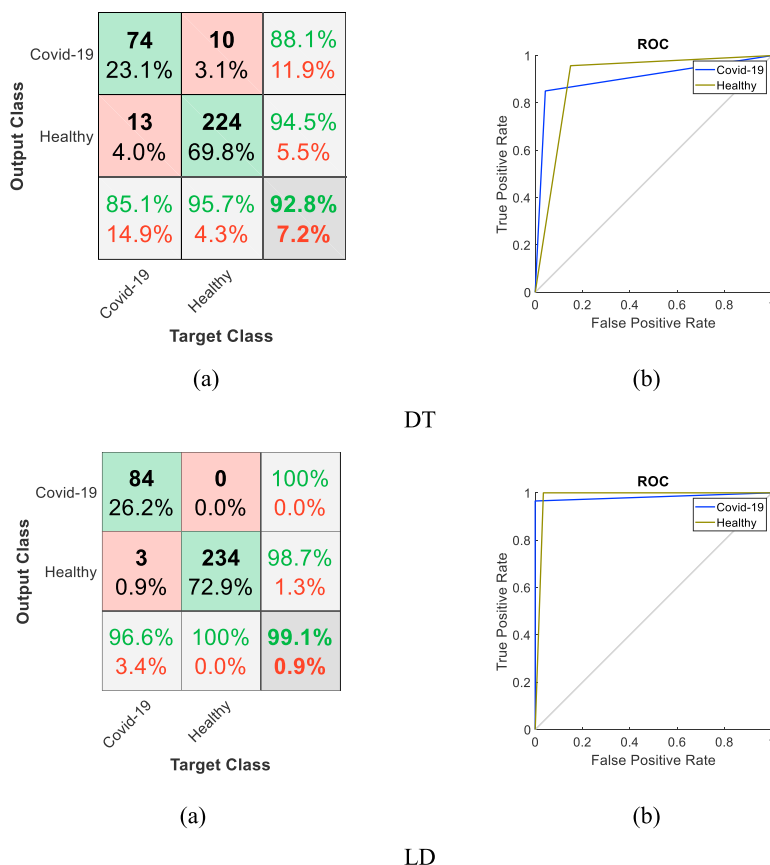 74 10 88.1%
Covid-19
23.1% 3.1% 11.9%
13 224 94.5%
Healthy
4.0% 69.8% 5.5%
85.1% 95.7% 92.8%
14.9% 4.3% 7.2%
Output Class
Covid-19 Healthy
Target Class
(a)
ROC
1
0.8
0.6
0.4
0.2
0
Covid-19
Healthy
True Positive Rate
0 0.2 0.4 0.6 0.8
False Positive Rate
(b)
DT
84 0 100%
Covid-19
26.2% 0.0% 0.0%
3 234 98.7%
Healthy
0.9% 72.9% 1.3%
96.6% 100% 99.1%
3.4% 0.0% 0.9%
Output Class
Covid-19 Healthy
Target Class
(a)
ROC
1
0.8
0.6
0.4
0.2
0
Covid-19
Healthy
True Positive Rate
0 0.2 0.4 0.6 0.8
False Positive Rate
(b)
LD